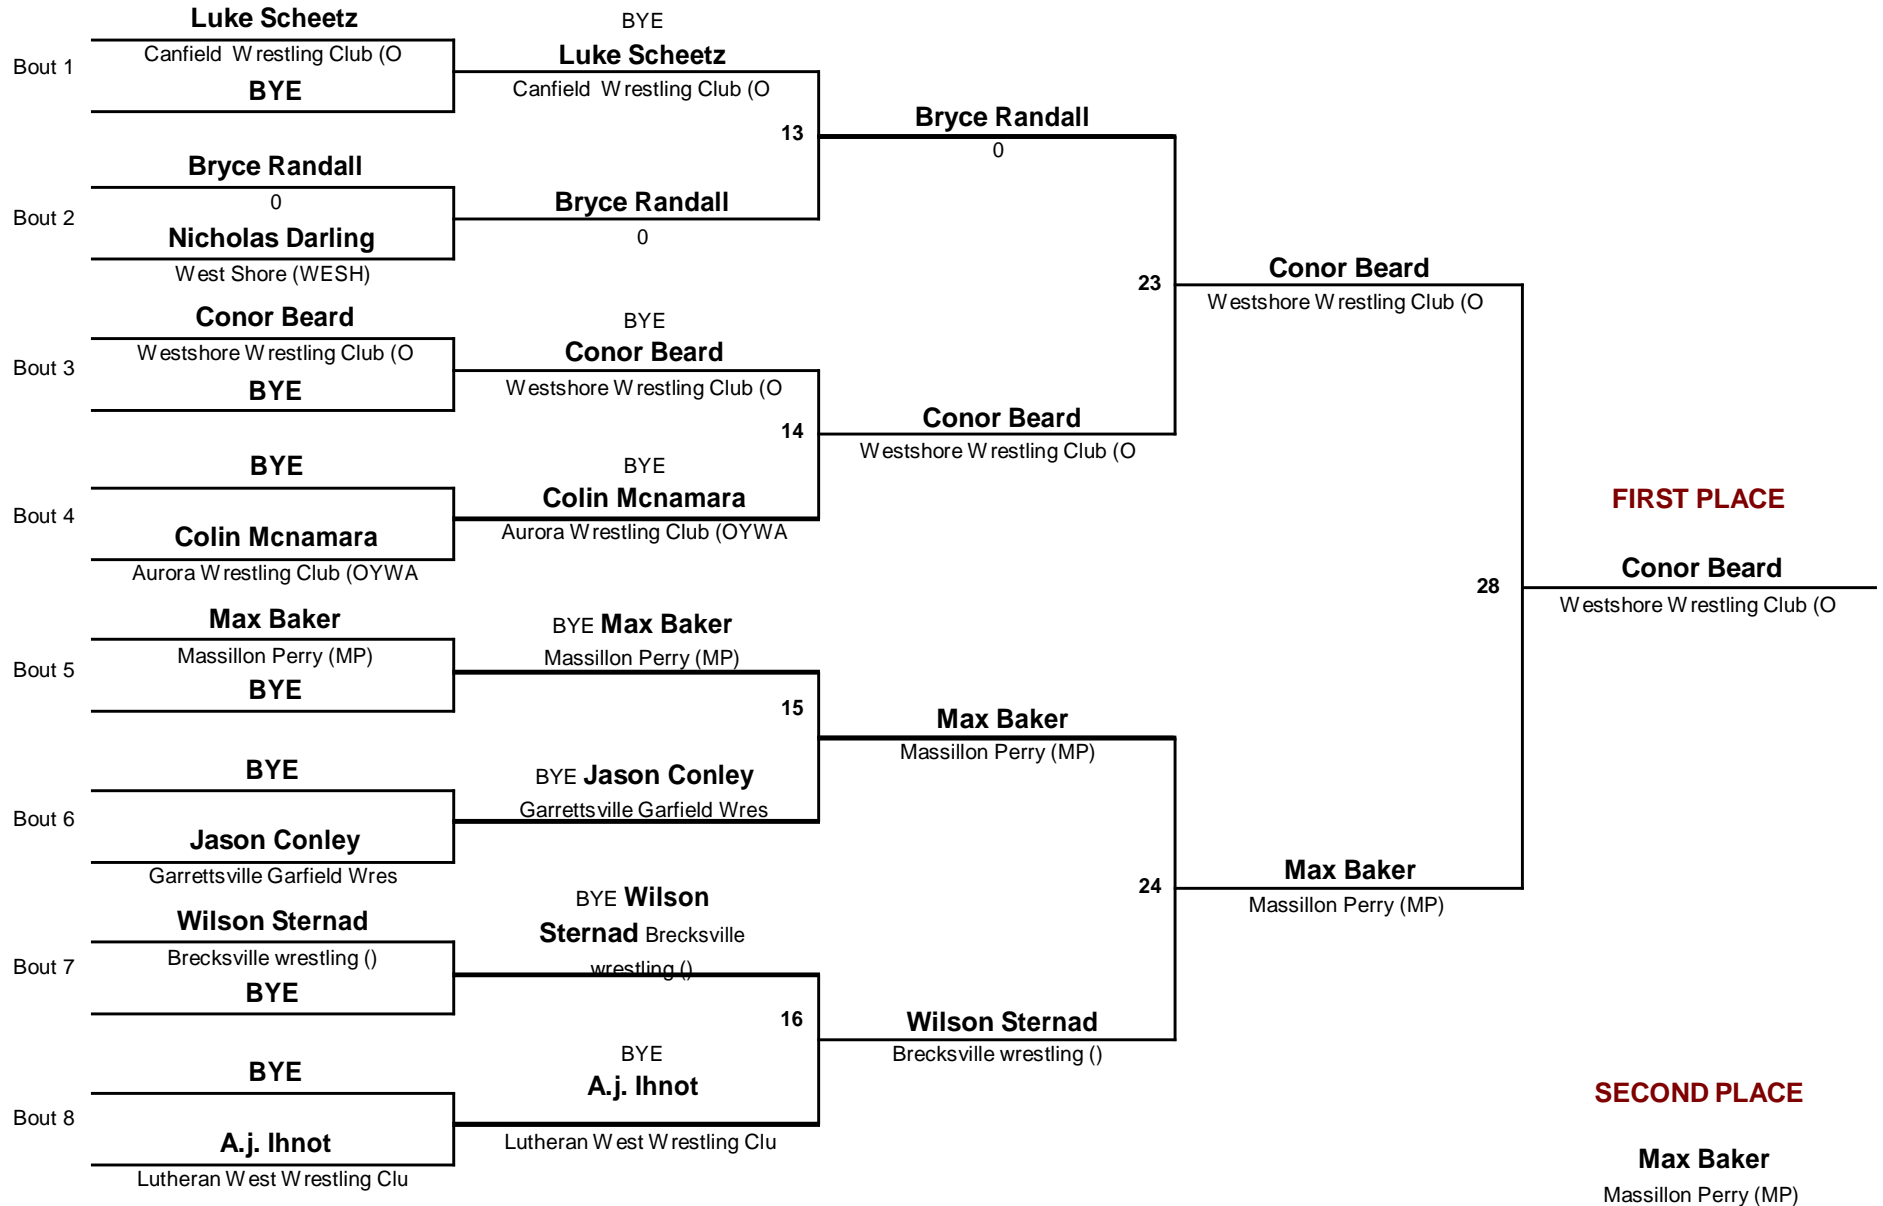 Luke Scheetz
Canfield Wrestling Club (O
Bout 1
BYE
Bryce Randall
0
Bout 2
Nicholas Darling
West Shore (WESH)
Conor Beard
Westshore Wrestling Club (O
Bout 3
BYE
BYE
Bout 4
Colin Mcnamara
Aurora Wrestling Club (OYWA
Max Baker
Massillon Perry (MP)
Bout 5
BYE
BYE
Bout 6
Jason Conley
Garrettsville Garfield Wres
Wilson Sternad
Brecksville wrestling ()
Bout 7
BYE
BYE
Bout 8
A.j. Ihnot
Lutheran West Wrestling Clu
BYE
Luke Scheetz
Canfield Wrestling Club (O
13
Bryce Randall
0
BYE
Conor Beard
Westshore Wrestling Club (O
14
BYE
Colin Mcnamara
Aurora Wrestling Club (OYWA
BYE Max Baker
Massillon Perry (MP)
15
BYE Jason Conley
Garrettsville Garfield Wres
BYE Wilson
Sternad Brecksville
wrestling ()
16
BYE
A.j. Ihnot
Lutheran West Wrestling Clu
Bryce Randall
0
23
Conor Beard
Westshore Wrestling Club (O
Max Baker
Massillon Perry (MP)
24
Wilson Sternad
Brecksville wrestling ()
Conor Beard
Westshore Wrestling Club (O
28
Max Baker
Massillon Perry (MP)
FIRST PLACE
Conor Beard
Westshore Wrestling Club (O
SECOND PLACE
Max Baker
Massillon Perry (MP)